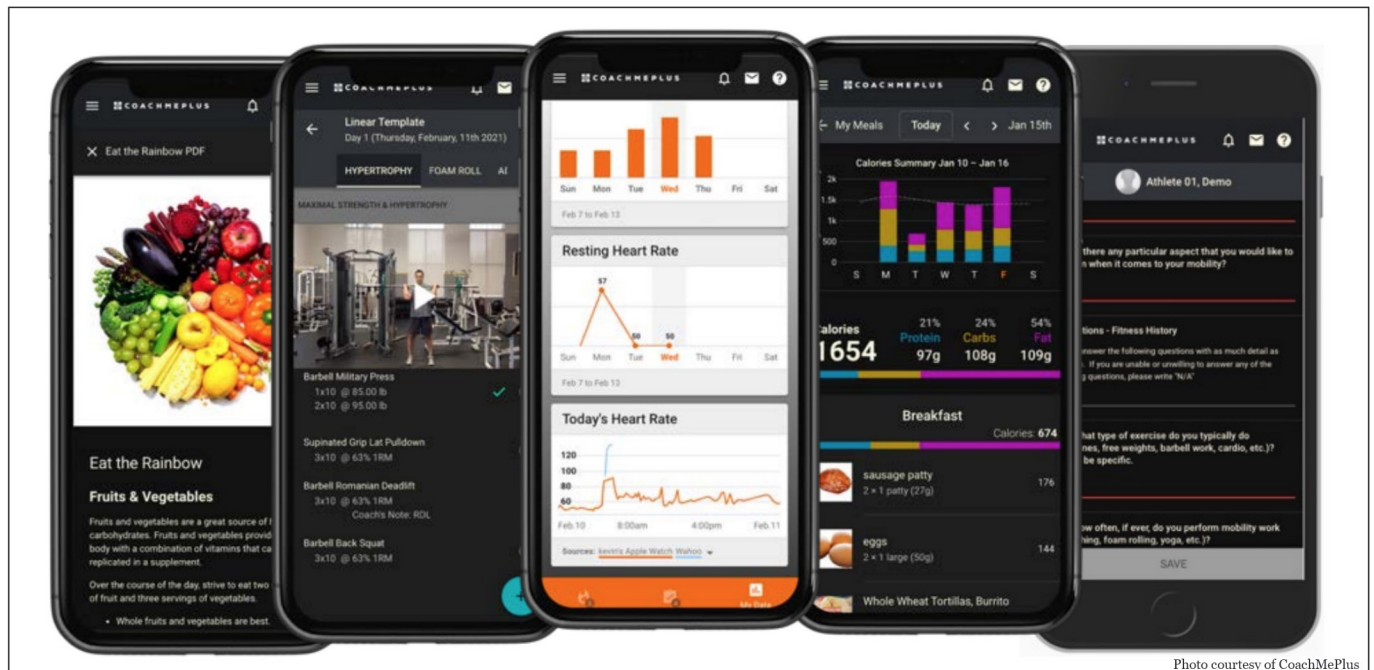 COACHMEPLUS
Eat the Rainbow PDF
Eat the Rainbow
Fruits & Vegetables
Fruits and vegetables are a great source of
carbohydrates. Fruits and vegetables provid
body with a combination of vitamins that ca
replicated in a supplement.
Over the course of the day, strive to eat two
of fruit and three servings of vegetables.
• Whole fruits and vegetables are best.
COACHMEPLUS
Linear Template
Day 1 (Thursday, February, 11th 2021)
HYPERTROPHY FOAM ROLL
MAXIMAL STRENGTH & HYPERTROPHY
Barbell Military Press
1x10 @ 85.00 lb
2x10 @ 95.00 lb
Supinated Grip Lat Pulldown
3x10 @ 63% 1RM
Barbell Romanian Deadlift
3x10 @ 63% 1RM
Coach's Note: RDL
Barbell Back Squat
3x10 @ 63% 1RM
COACHMEPLUS
Sun Mon Tue Wed Thu Fri Sat
Feb 7 to Feb 13
Resting Heart Rate
57
50 50
Sun Mon Tue Wed Thu Fri Sat
Feb 7 to Feb 13
Today's Heart Rate
120
100
80
60
Feb 10 8:00am 4:00pm Feb 11
Sources: kevin's Apple Watch Wahoo
My Data
COACHMEPLUS
My Meals Today < > Jan 15th
Calories Summary Jan 10 – Jan 16
2k
1.5k
1k
500
0
S M T W T F S
21% 24% 54%
alories Protein Carbs Fat
1654 97g 108g 109g
Breakfast
Calories: 674
sausage patty
2 × 1 patty (27g)
176
eggs
2 × 1 large (50g)
144
Whole Wheat Tortillas, Burrito
COACHMEPLUS
Athlete 01, Demo
there any particular aspect that you would like to
n when it comes to your mobility?
tions - Fitness History
nswer the following questions with as much detail as
. If you are unable or unwilling to answer any of the
g questions, please write "N/A"
hat type of exercise do you typically do
nes, free weights, barbell work, cardio, etc.)?
be specific.
ow often, if ever, do you perform mobility work
hing, foam rolling, yoga, etc.)?
SAVE
Photo courtesy of CoachMePlus